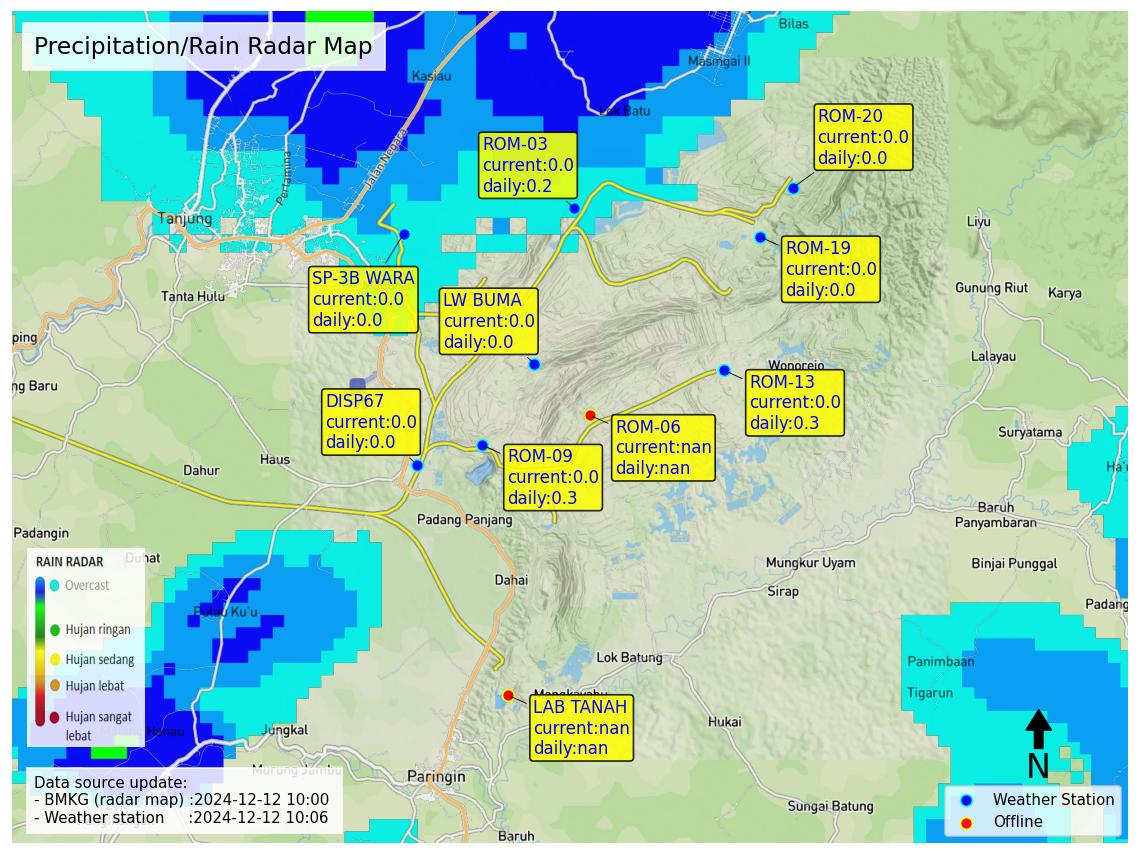 Precipitation/Rain Radar Map
Bilas
Masingai II
Kasiau
Lok Batu
Jalan Negara
Pertamina
Tanjung
Tanta Hulu
ROM-03
current:0.0
daily:0.2
ROM-20
current:0.0
daily:0.0
ROM-19
current:0.0
daily:0.0
SP-3B WARA
current:0.0
daily:0.0
LW BUMA
current:0.0
daily:0.0
Liyu
Gunung Riut
Karya
Lalayau
ping
ng Baru
Wonorejo
ROM-13
current:0.0
daily:0.3
DISP67
current:0.0
daily:0.0
ROM-06
current:nan
daily:nan
ROM-09
current:0.0
daily:0.3
Suryatama
Ha'u
Haus
Dahur
Baruh
Panyambaran
Padang Panjang
Padangin
Duhat
Mungkur Uyam
Binjai Punggal
Dahai
Sirap
Padang
Pulau Ku'u
Lok Batung
Panimbaan
Tigarun
LAB TANAH
current:nan
daily:nan
Hukai
Hanau
Jungkal
Murung Jambu
Paringin
Sungai Batung
Baruh
RAIN RADAR
Overcast
Hujan ringan
Hujan sedang
Hujan lebat
Hujan sangat
lebat
Data source update:
- BMKG (radar map) :2024-12-12 10:00
- Weather station :2024-12-12 10:06
N
Weather Station
Offline